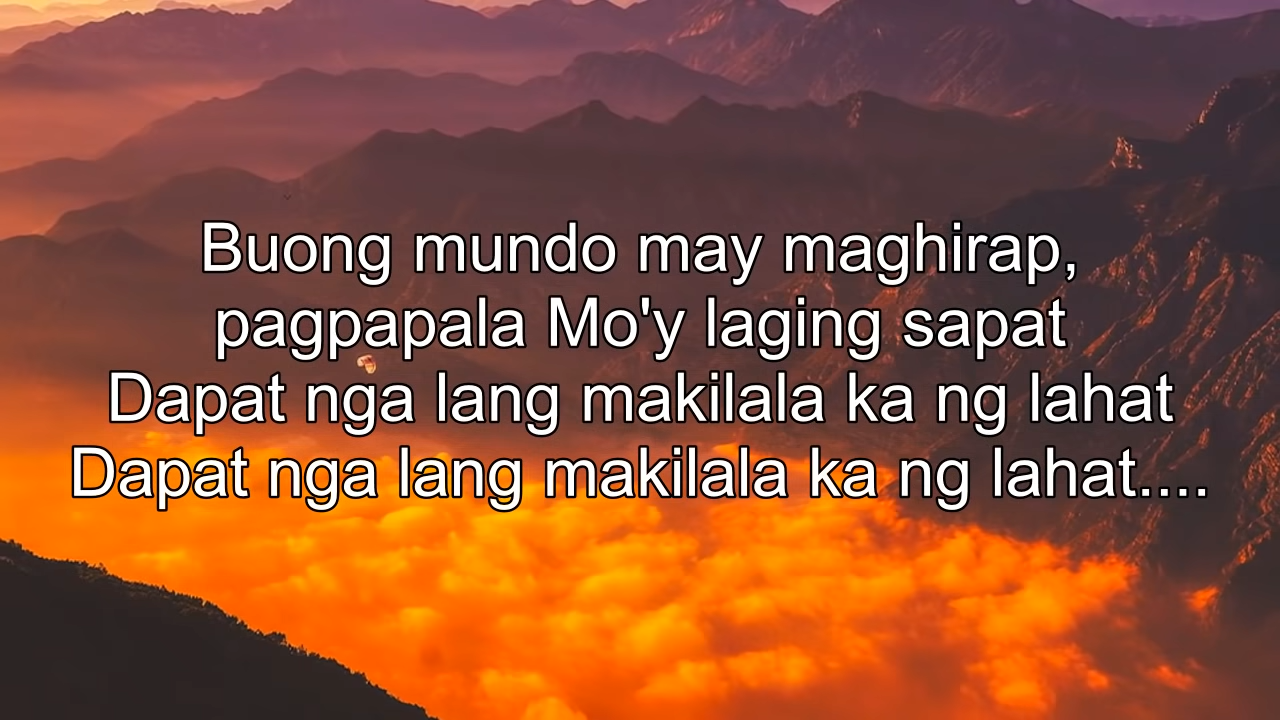 Buong mundo may maghirap,
pagpapala Mo'y laging sapat
Dapat nga lang makilala ka ng lahat
Dapat nga lang makilala ka ng lahat....